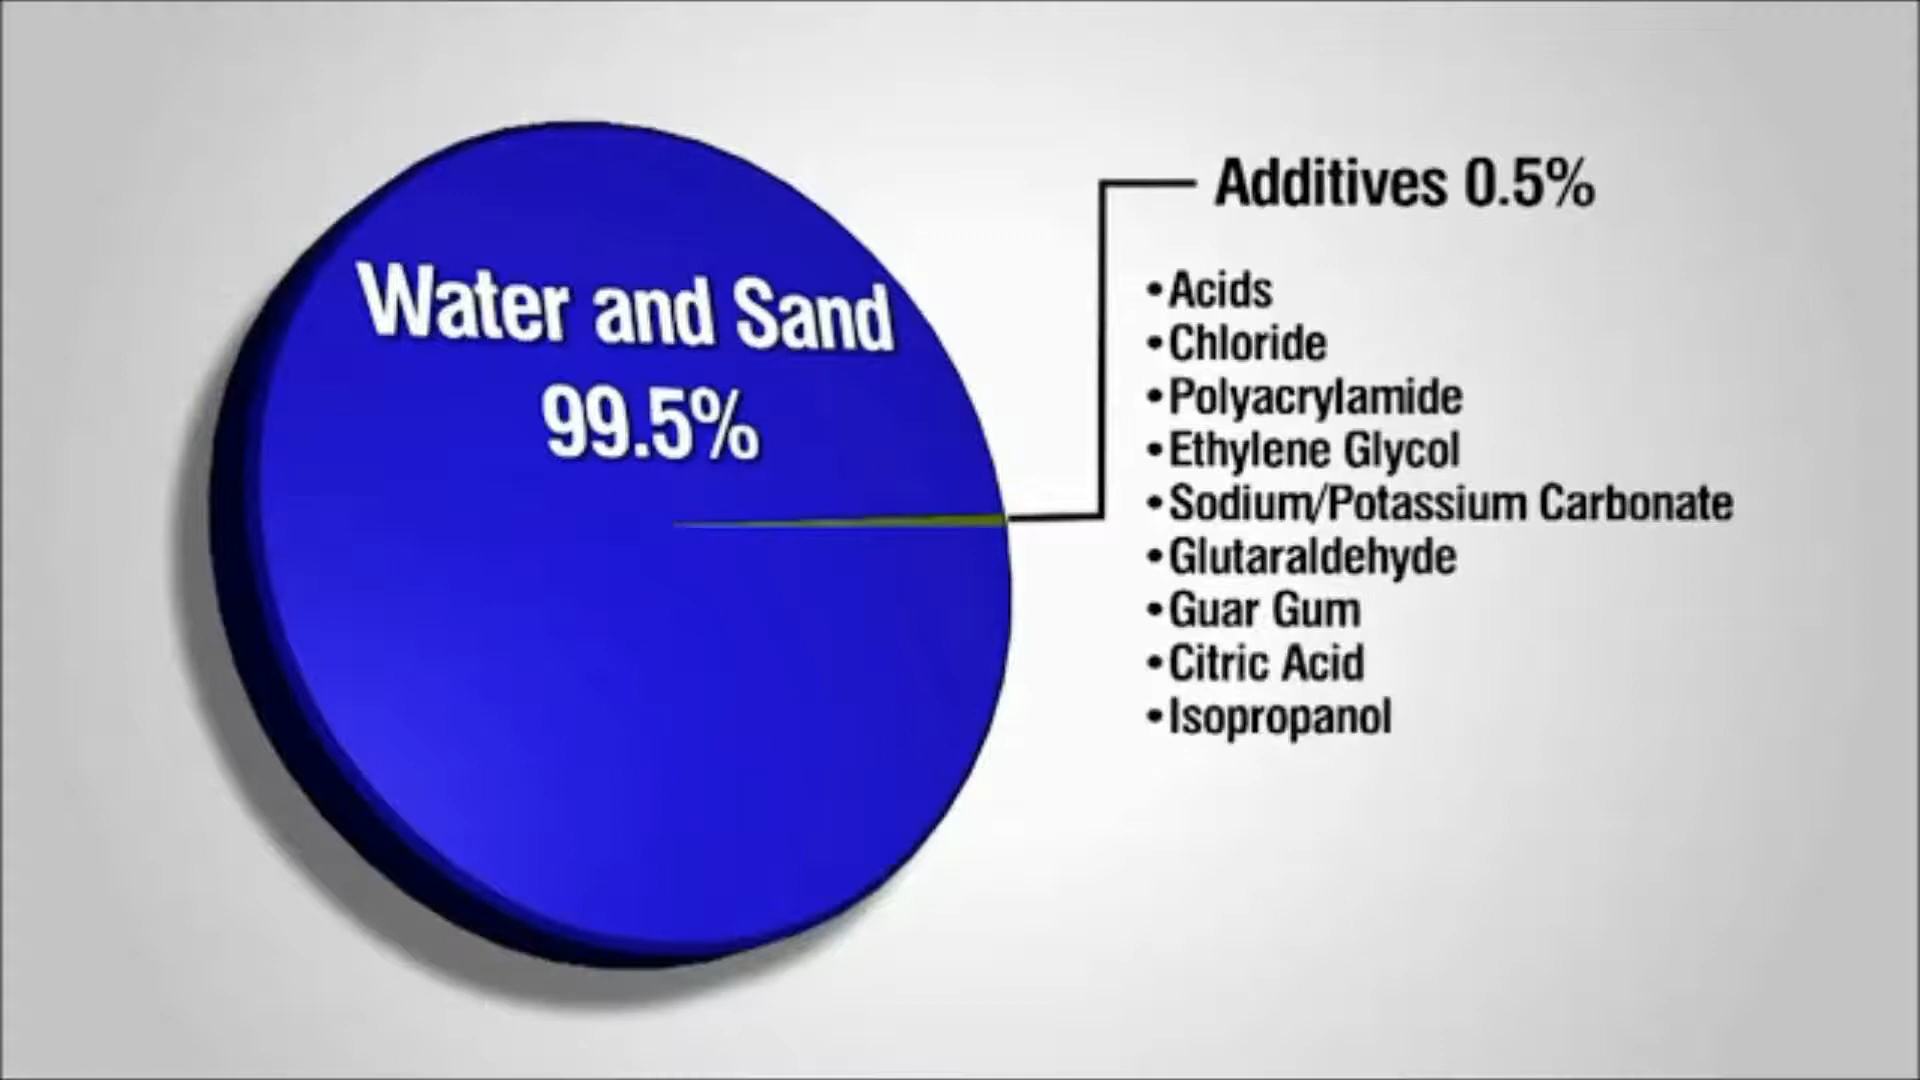 Water and Sand
99.5%
Additives 0.5%
•Acids
•Chloride
•Polyacrylamide
•Ethylene Glycol
•Sodium/Potassium Carbonate
•Glutaraldehyde
•Guar Gum
•Citric Acid
•Isopropanol